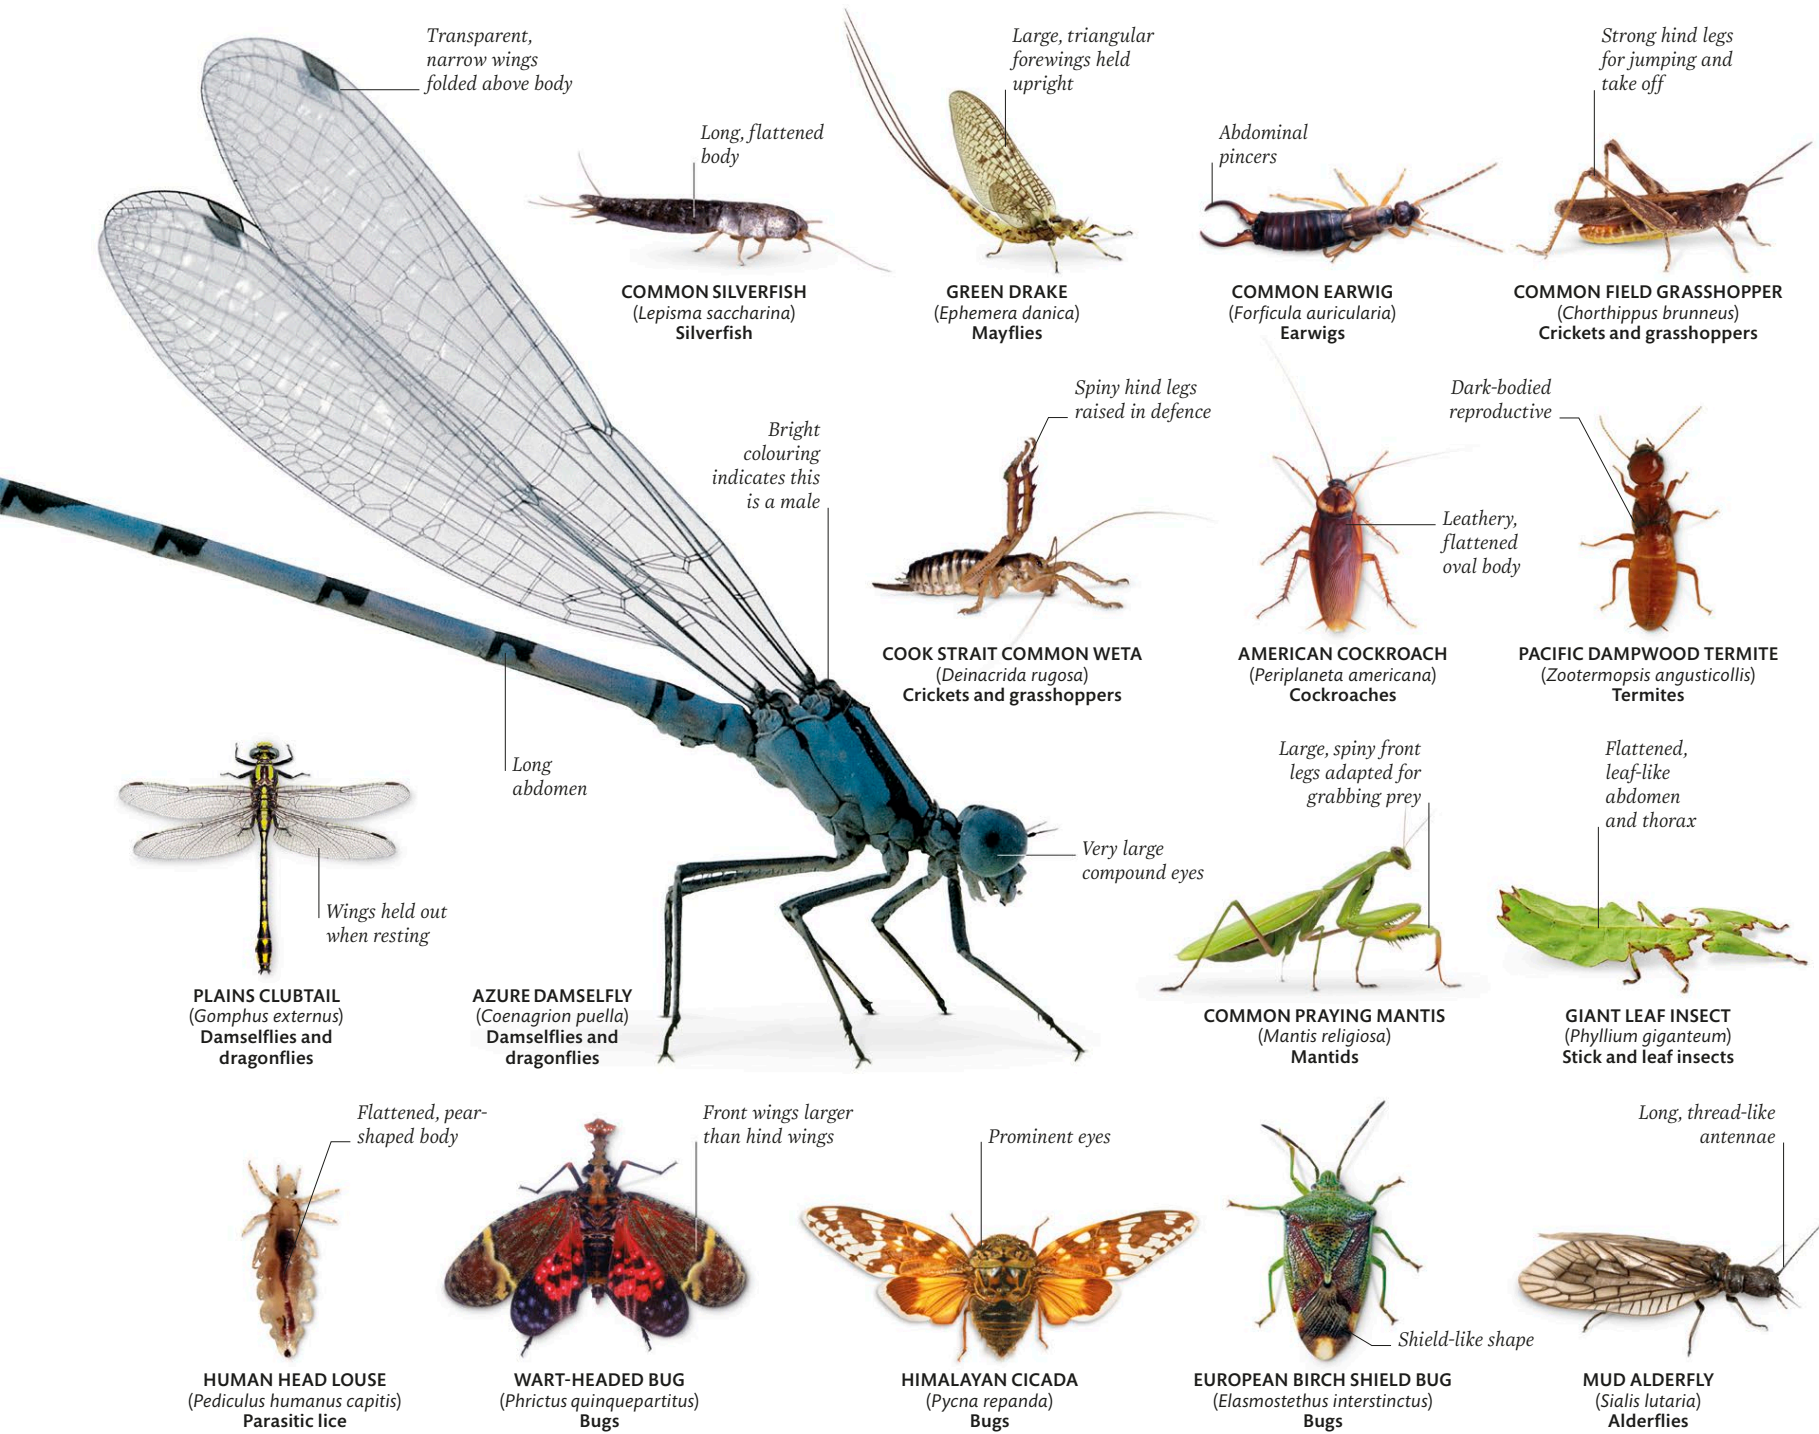 Transparent,
narrow wings
folded above body
Long, flattened
body
Large, triangular
forewings held
upright
Abdominal
pincers
Strong hind legs
for jumping and
take off
COMMON SILVERFISH
(Lepisma saccharina)
Silverfish
GREEN DRAKE
(Ephemera danica)
Mayflies
COMMON EARWIG
(Forficula auricularia)
Earwigs
COMMON FIELD GRASSHOPPER
(Chorthippus brunneus)
Crickets and grasshoppers
Bright
colouring
indicates this
is a male
Spiny hind legs
raised in defence
Leathery,
flattened
oval body
Dark-bodied
reproductive
COOK STRAIT COMMON WETA
(Deinacrida rugosa)
Crickets and grasshoppers
AMERICAN COCKROACH
(Periplaneta americana)
Cockroaches
PACIFIC DAMPWOOD TERMITE
(Zootermopsis angusticollis)
Termites
Wings held out
when resting
Long
abdomen
Very large
compound eyes
Large, spiny front
legs adapted for
grabbing prey
Flattened,
leaf-like
abdomen
and thorax
PLAINS CLUBTAIL
(Gomphus externus)
Damselflies and
dragonflies
AZURE DAMSELFLY
(Coenagrion puella)
Damselflies and
dragonflies
COMMON PRAYING MANTIS
(Mantis religiosa)
Mantids
GIANT LEAF INSECT
(Phyllium giganteum)
Stick and leaf insects
Flattened, pear-
shaped body
Front wings larger
than hind wings
Prominent eyes
Shield-like shape
Long, thread-like
antennae
HUMAN HEAD LOUSE
(Pediculus humanus capitis)
Parasitic lice
WART-HEADED BUG
(Phrictus quinquepartitus)
Bugs
HIMALAYAN CICADA
(Pycna repanda)
Bugs
EUROPEAN BIRCH SHIELD BUG
(Elasmostethus interstinctus)
Bugs
MUD ALDERFLY
(Sialis lutaria)
Alderflies